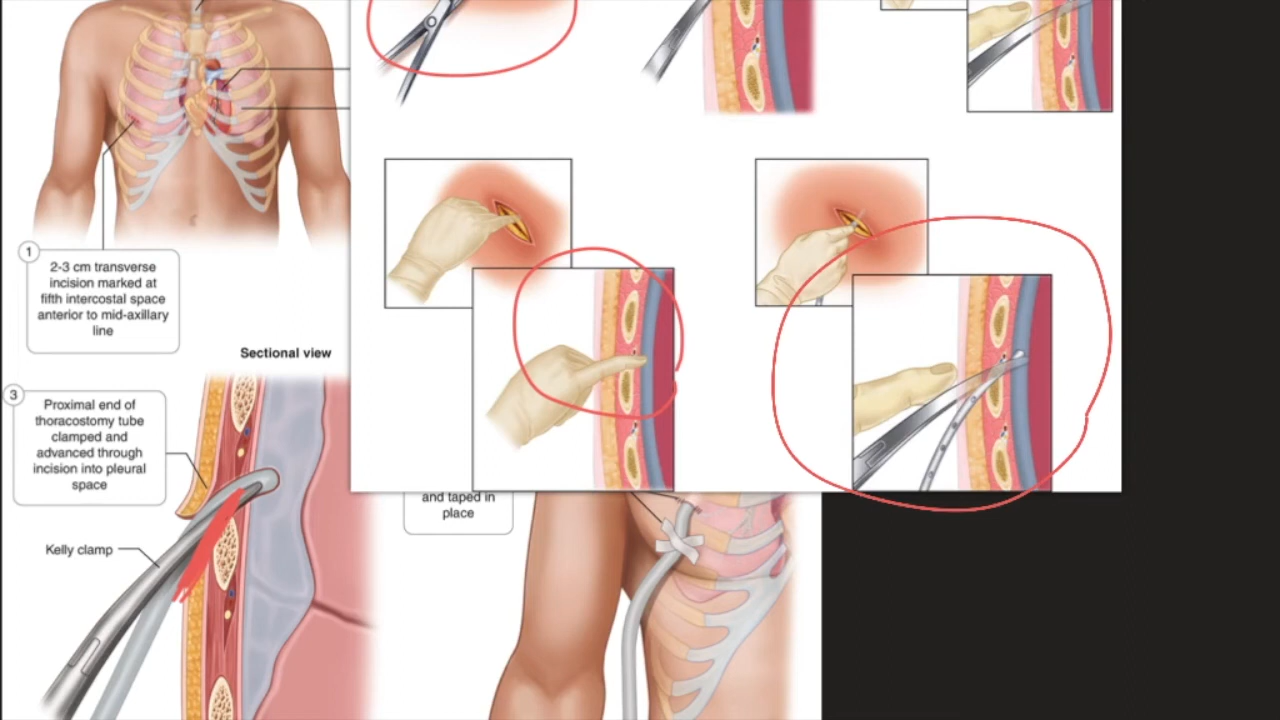 1
2-3 cm transverse
incision marked at
fifth intercostal space
anterior to mid-axillary
line
Sectional view
3
Proximal end of
thoracostomy tube
clamped and
advanced through
incision into pleural
space
Kelly clamp
and taped in
place